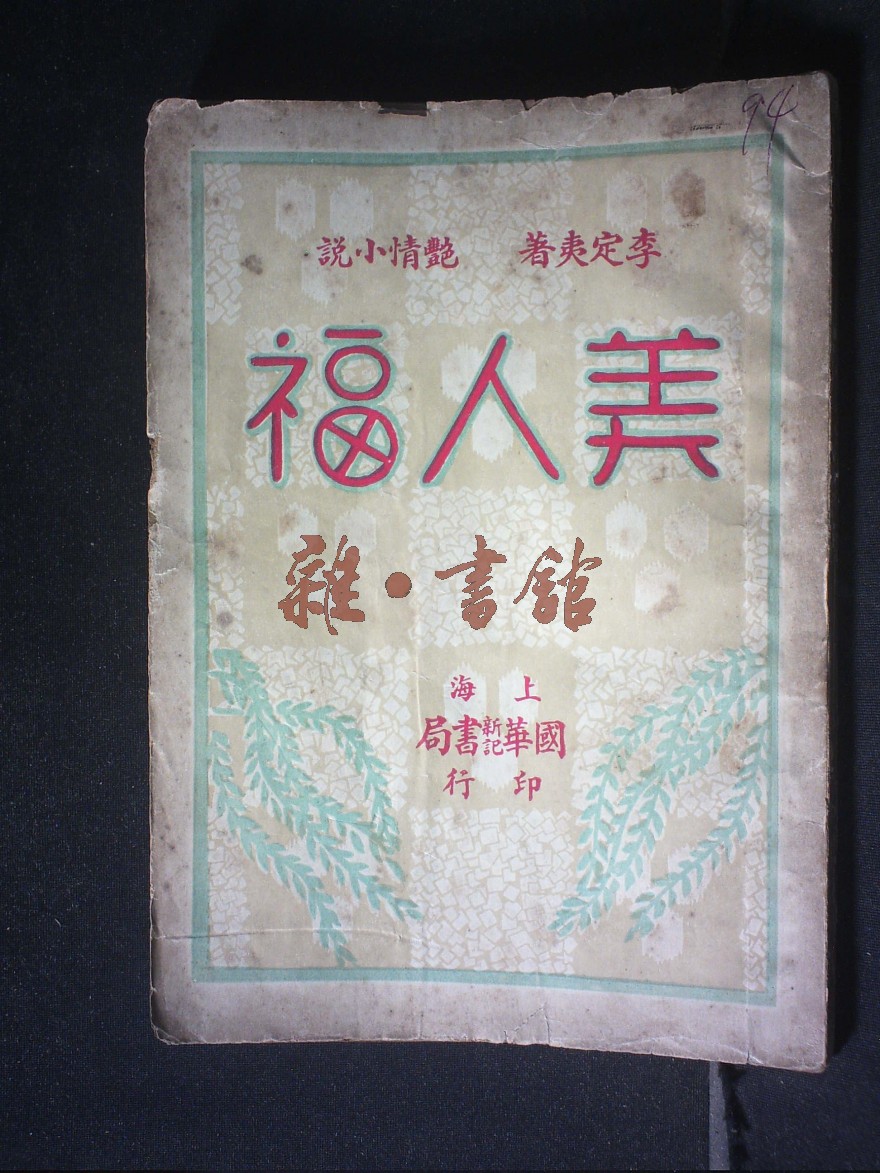 94
李定夷著 艷情小説
美人福
雜·書館
上海
國華新記書局
印行